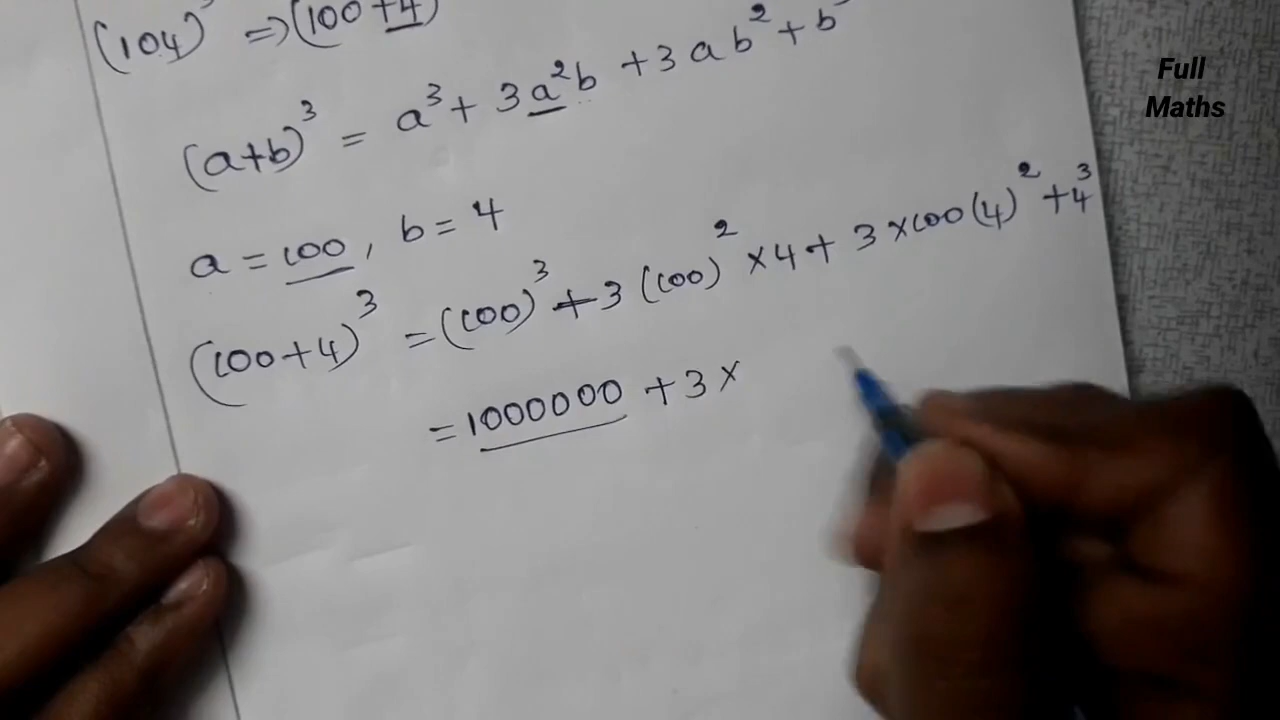 (104)³ => (100+4)
(a+b)³ = a³ + 3a²b + 3ab² + b
a = 100, b = 4
(100+4)³ = (100)³ + 3(100)² × 4 + 3×100(4)² + 4³
= 1000000 + 3×
Full
Maths